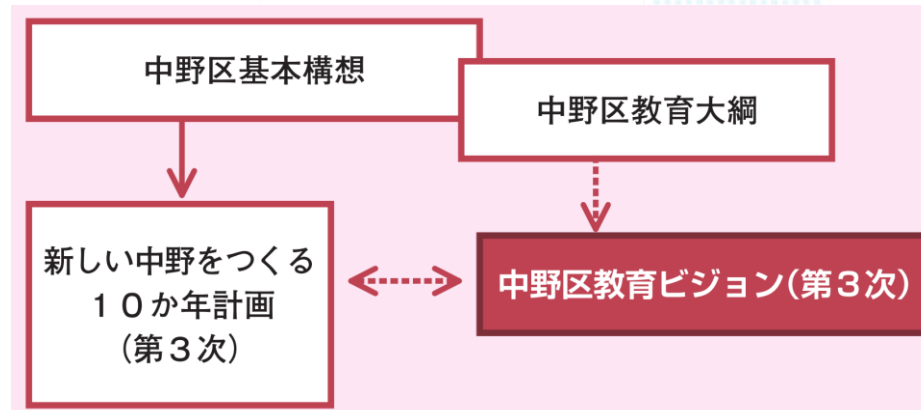 中野区基本構想
中野区教育大綱
新しい中野をつくる
１０か年計画
（第３次）
中野区教育ビジョン（第３次）